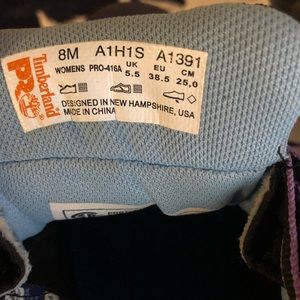 Timberland
PRO
8M A1H1S A1391
WOMENS PRO-416A UK EU CM
5.5 38.5 25.0
DESIGNED IN NEW HAMPSHIRE, USA
MADE IN CHINA